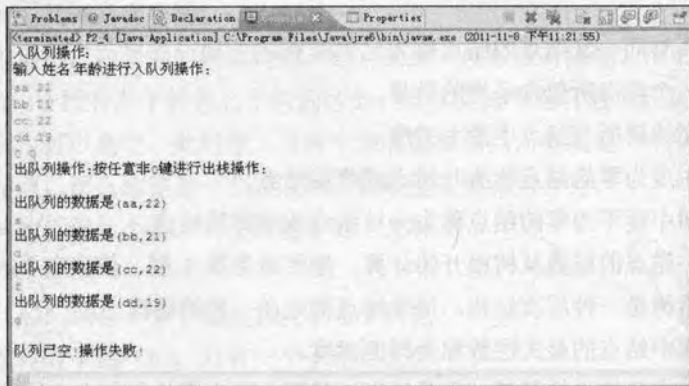 Problems @ Javadoc Declaration Console Properties
<terminated> P2_4 [Java Application] C:\Program Files\Java\jre6\bin\javaw.exe (2011-11-8 下午11:21:55)
入队列操作:
输入姓名 年龄进行入队列操作:
aa 22
bb 21
cc 22
dd 19
出队列操作:按任意非q键进行出栈操作:
a
出队列的数据是(aa,22)
出队列的数据是(bb,21)
d
出队列的数据是(cc,22)
f
出队列的数据是(dd,19)
q
队列已空!操作失败!